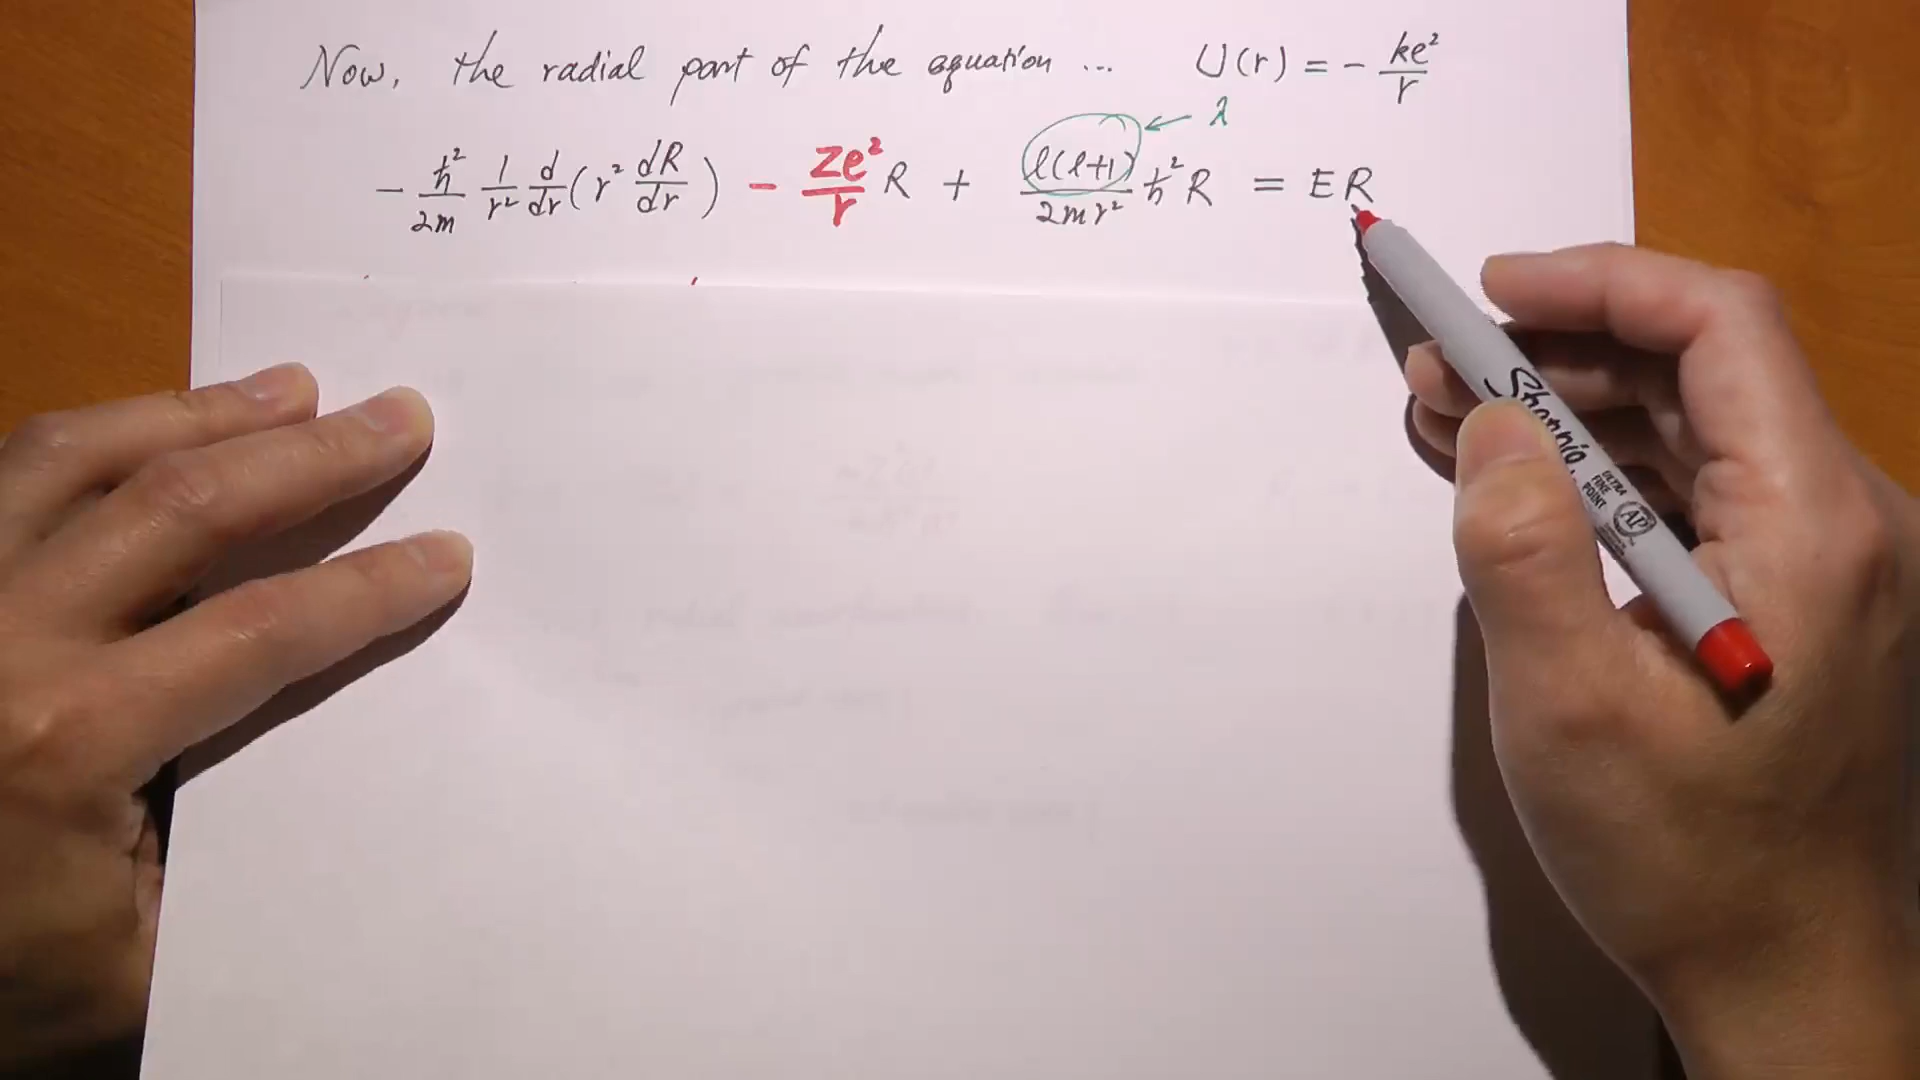 Now, the radial part of the equation ... U(r) = - ke²/r
λ
- ħ²/2m 1/r² d/dr (r² dR/dr) - Ze²/r R + l(l+1)/2mr² ħ² R = ER
Sharpie
ULTRA FINE POINT
AP